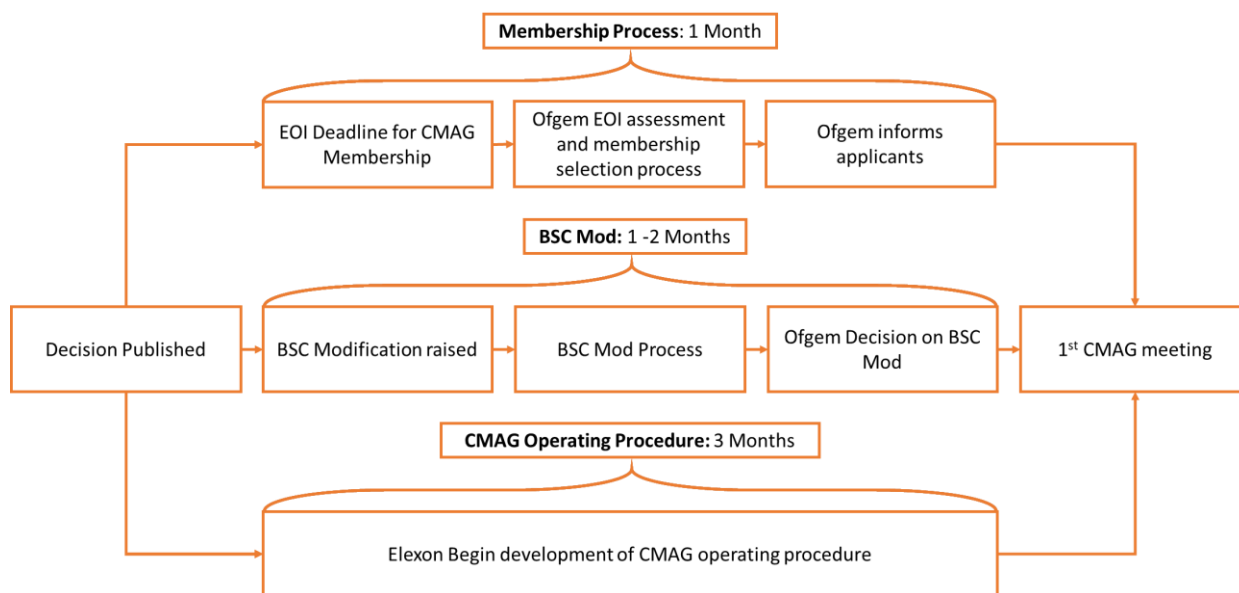 Membership Process: 1 Month
EOI Deadline for CMAG
Membership
Ofgem EOI assessment
and membership
selection process
Ofgem informs
applicants
BSC Mod: 1 -2 Months
Decision Published
BSC Modification raised
BSC Mod Process
Ofgem Decision on BSC
Mod
1st CMAG meeting
CMAG Operating Procedure: 3 Months
Elexon Begin development of CMAG operating procedure